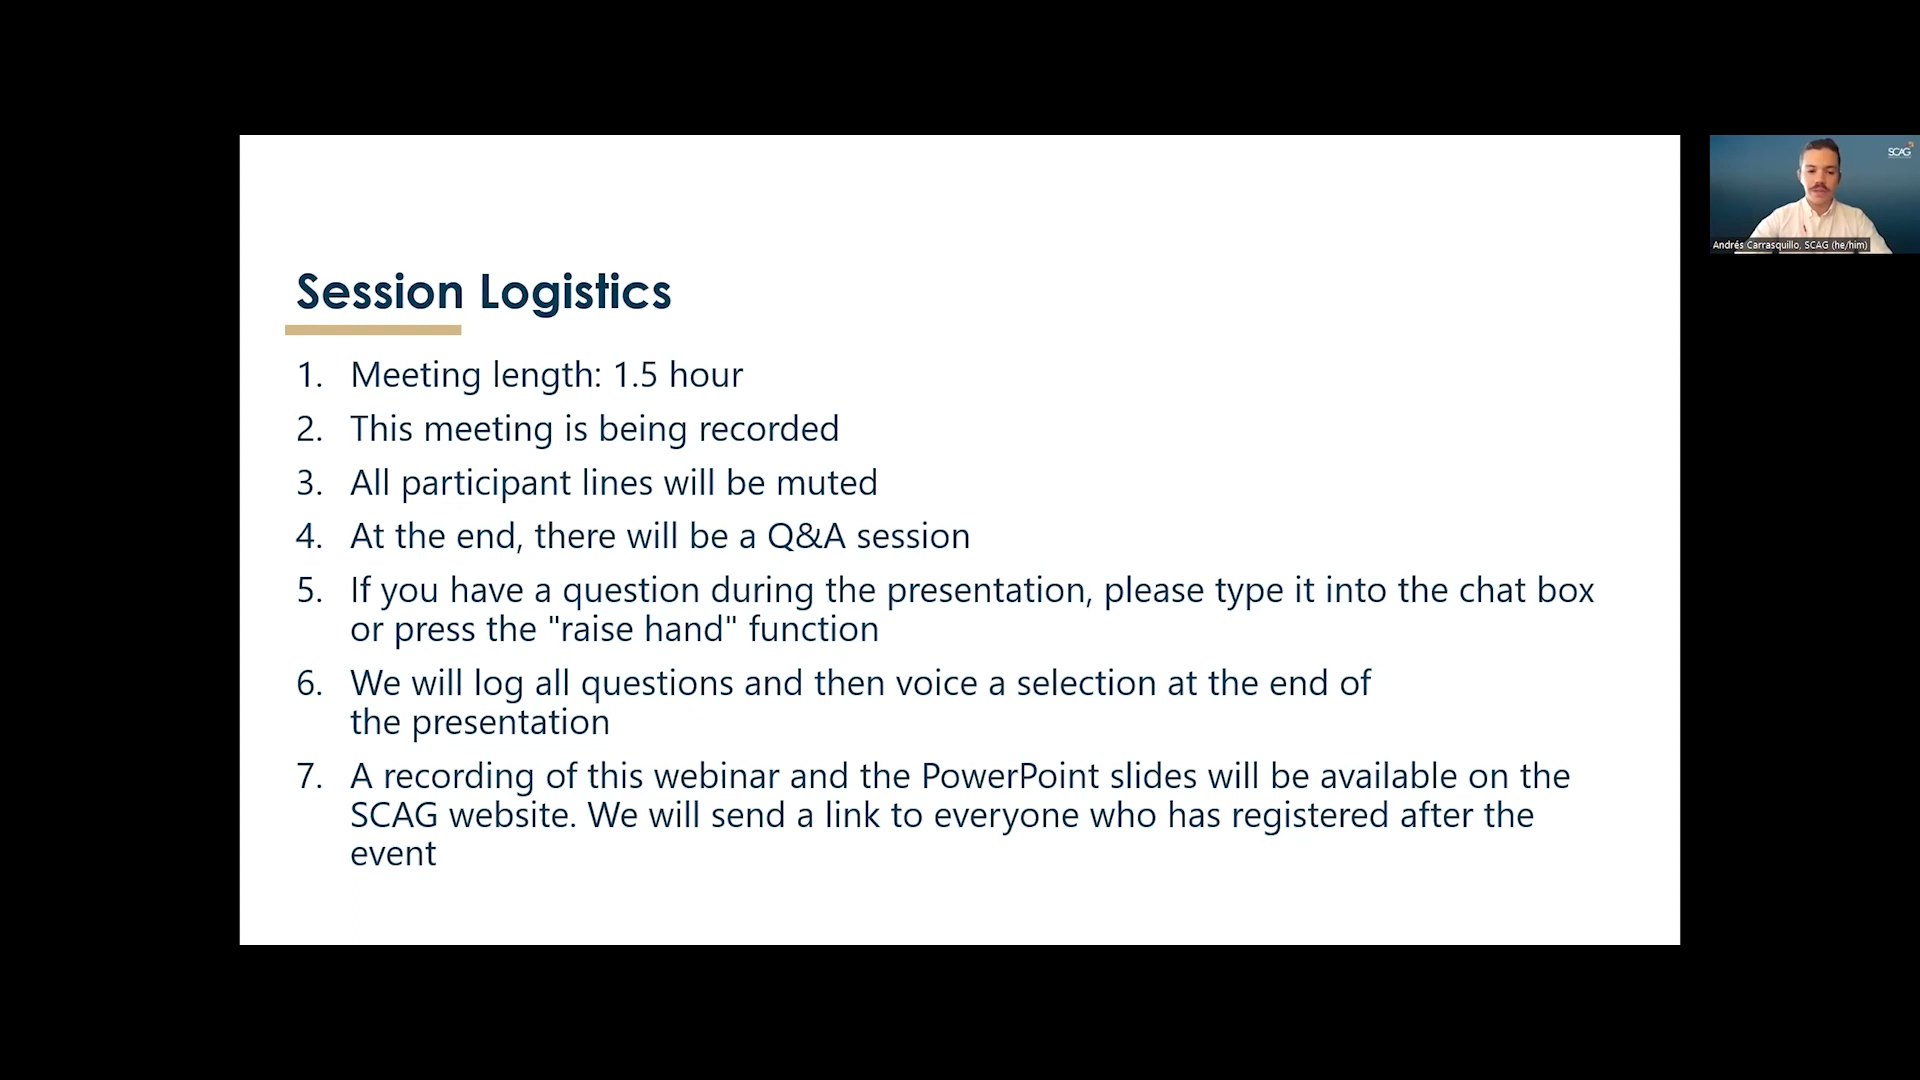 Session Logistics
1. Meeting length: 1.5 hour
2. This meeting is being recorded
3. All participant lines will be muted
4. At the end, there will be a Q&A session
5. If you have a question during the presentation, please type it into the chat box
or press the "raise hand" function
6. We will log all questions and then voice a selection at the end of
the presentation
7. A recording of this webinar and the PowerPoint slides will be available on the
SCAG website. We will send a link to everyone who has registered after the
event
SCAG
Andrés Carrasquillo, SCAG (he/him)